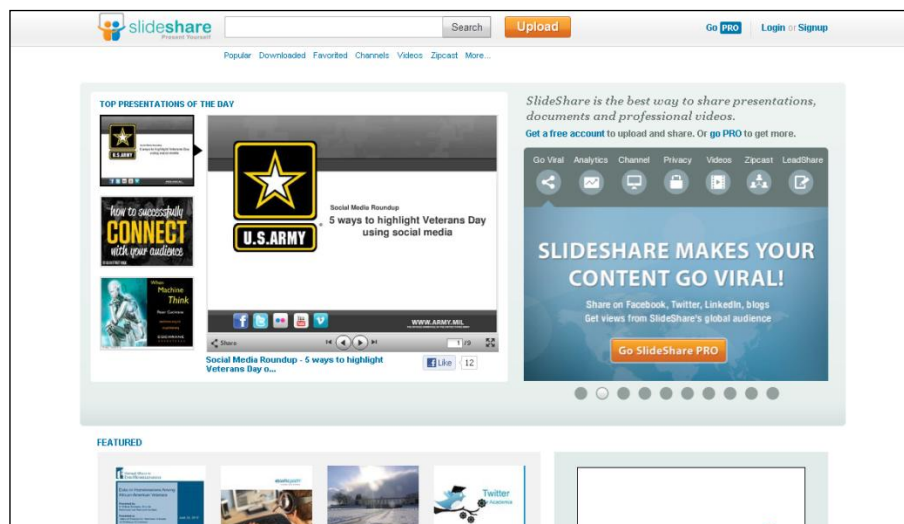 slideshare
Present Yourself
Search
Upload
Go PRO
Login or Signup
Popular Downloaded Favorited Channels Videos Zipcast More...
TOP PRESENTATIONS OF THE DAY
U.S.ARMY
how to successfully
CONNECT
with your audience
When
Machine
Think
U.S.ARMY
Social Media Roundup
5 ways to highlight Veterans Day
using social media
WWW.ARMY.MIL
Share
1 /9
Social Media Roundup - 5 ways to highlight
Veterans Day o...
Like 12
SlideShare is the best way to share presentations,
documents and professional videos.
Get a free account to upload and share. Or go PRO to get more.
Go Viral Analytics Channel Privacy Videos Zipcast LeadShare
SLIDESHARE MAKES YOUR
CONTENT GO VIRAL!
Share on Facebook, Twitter, LinkedIn, blogs
Get views from SlideShare's global audience
Go SlideShare PRO
FEATURED
Twitter